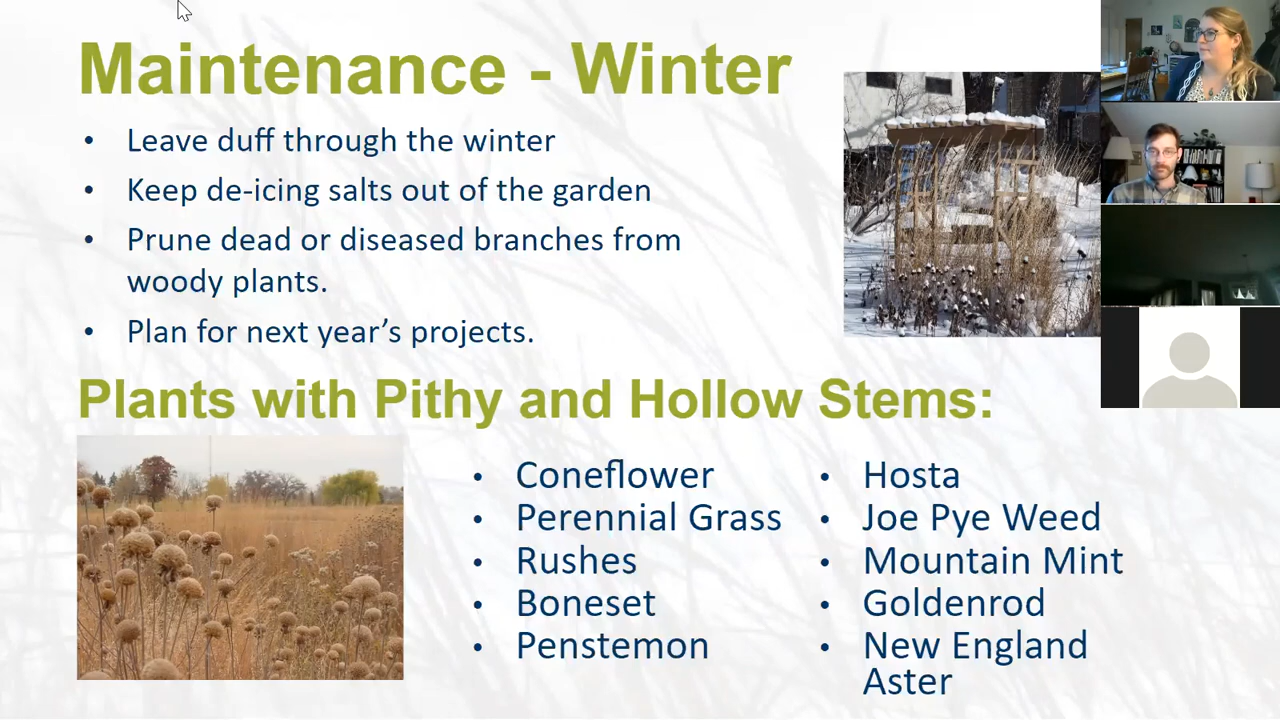 Maintenance - Winter
• Leave duff through the winter
• Keep de-icing salts out of the garden
• Prune dead or diseased branches from
woody plants.
• Plan for next year’s projects.
Plants with Pithy and Hollow Stems:
• Coneflower
• Perennial Grass
• Rushes
• Boneset
• Penstemon
• Hosta
• Joe Pye Weed
• Mountain Mint
• Goldenrod
• New England
Aster